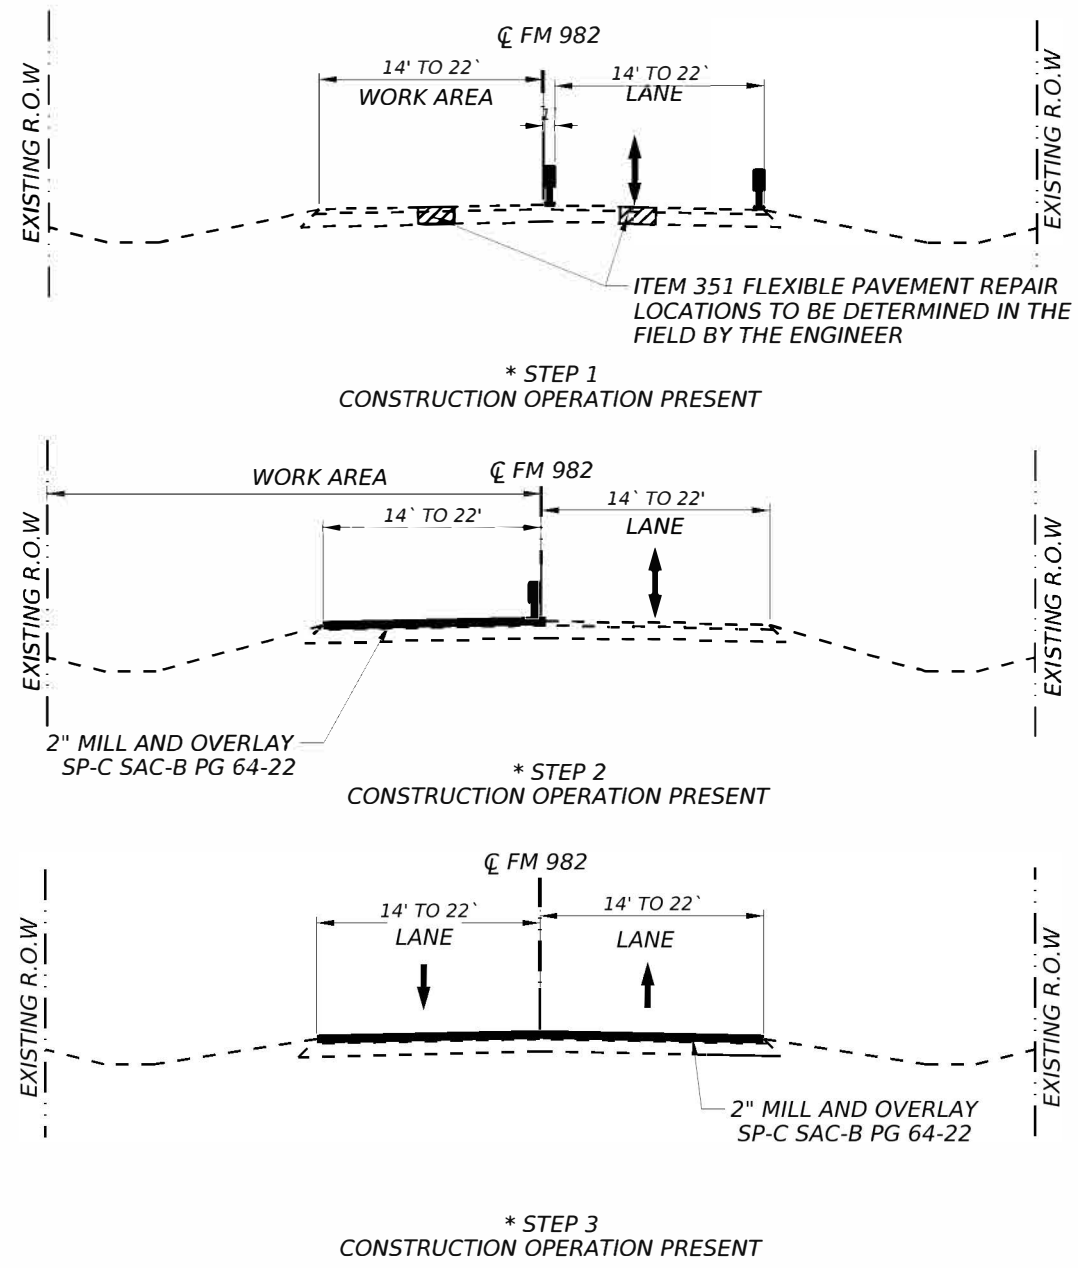 ℄ FM 982
14' TO 22`
14' TO 22`
WORK AREA
LANE
1'
EXISTING R.O.W
EXISTING R.O.W
ITEM 351 FLEXIBLE PAVEMENT REPAIR
LOCATIONS TO BE DETERMINED IN THE
FIELD BY THE ENGINEER
* STEP 1
CONSTRUCTION OPERATION PRESENT
WORK AREA
℄ FM 982
14` TO 22'
14` TO 22'
LANE
EXISTING R.O.W
EXISTING R.O.W
2" MILL AND OVERLAY
SP-C SAC-B PG 64-22
* STEP 2
CONSTRUCTION OPERATION PRESENT
℄ FM 982
14' TO 22`
14' TO 22`
LANE
LANE
EXISTING R.O.W
EXISTING R.O.W
2" MILL AND OVERLAY
SP-C SAC-B PG 64-22
* STEP 3
CONSTRUCTION OPERATION PRESENT